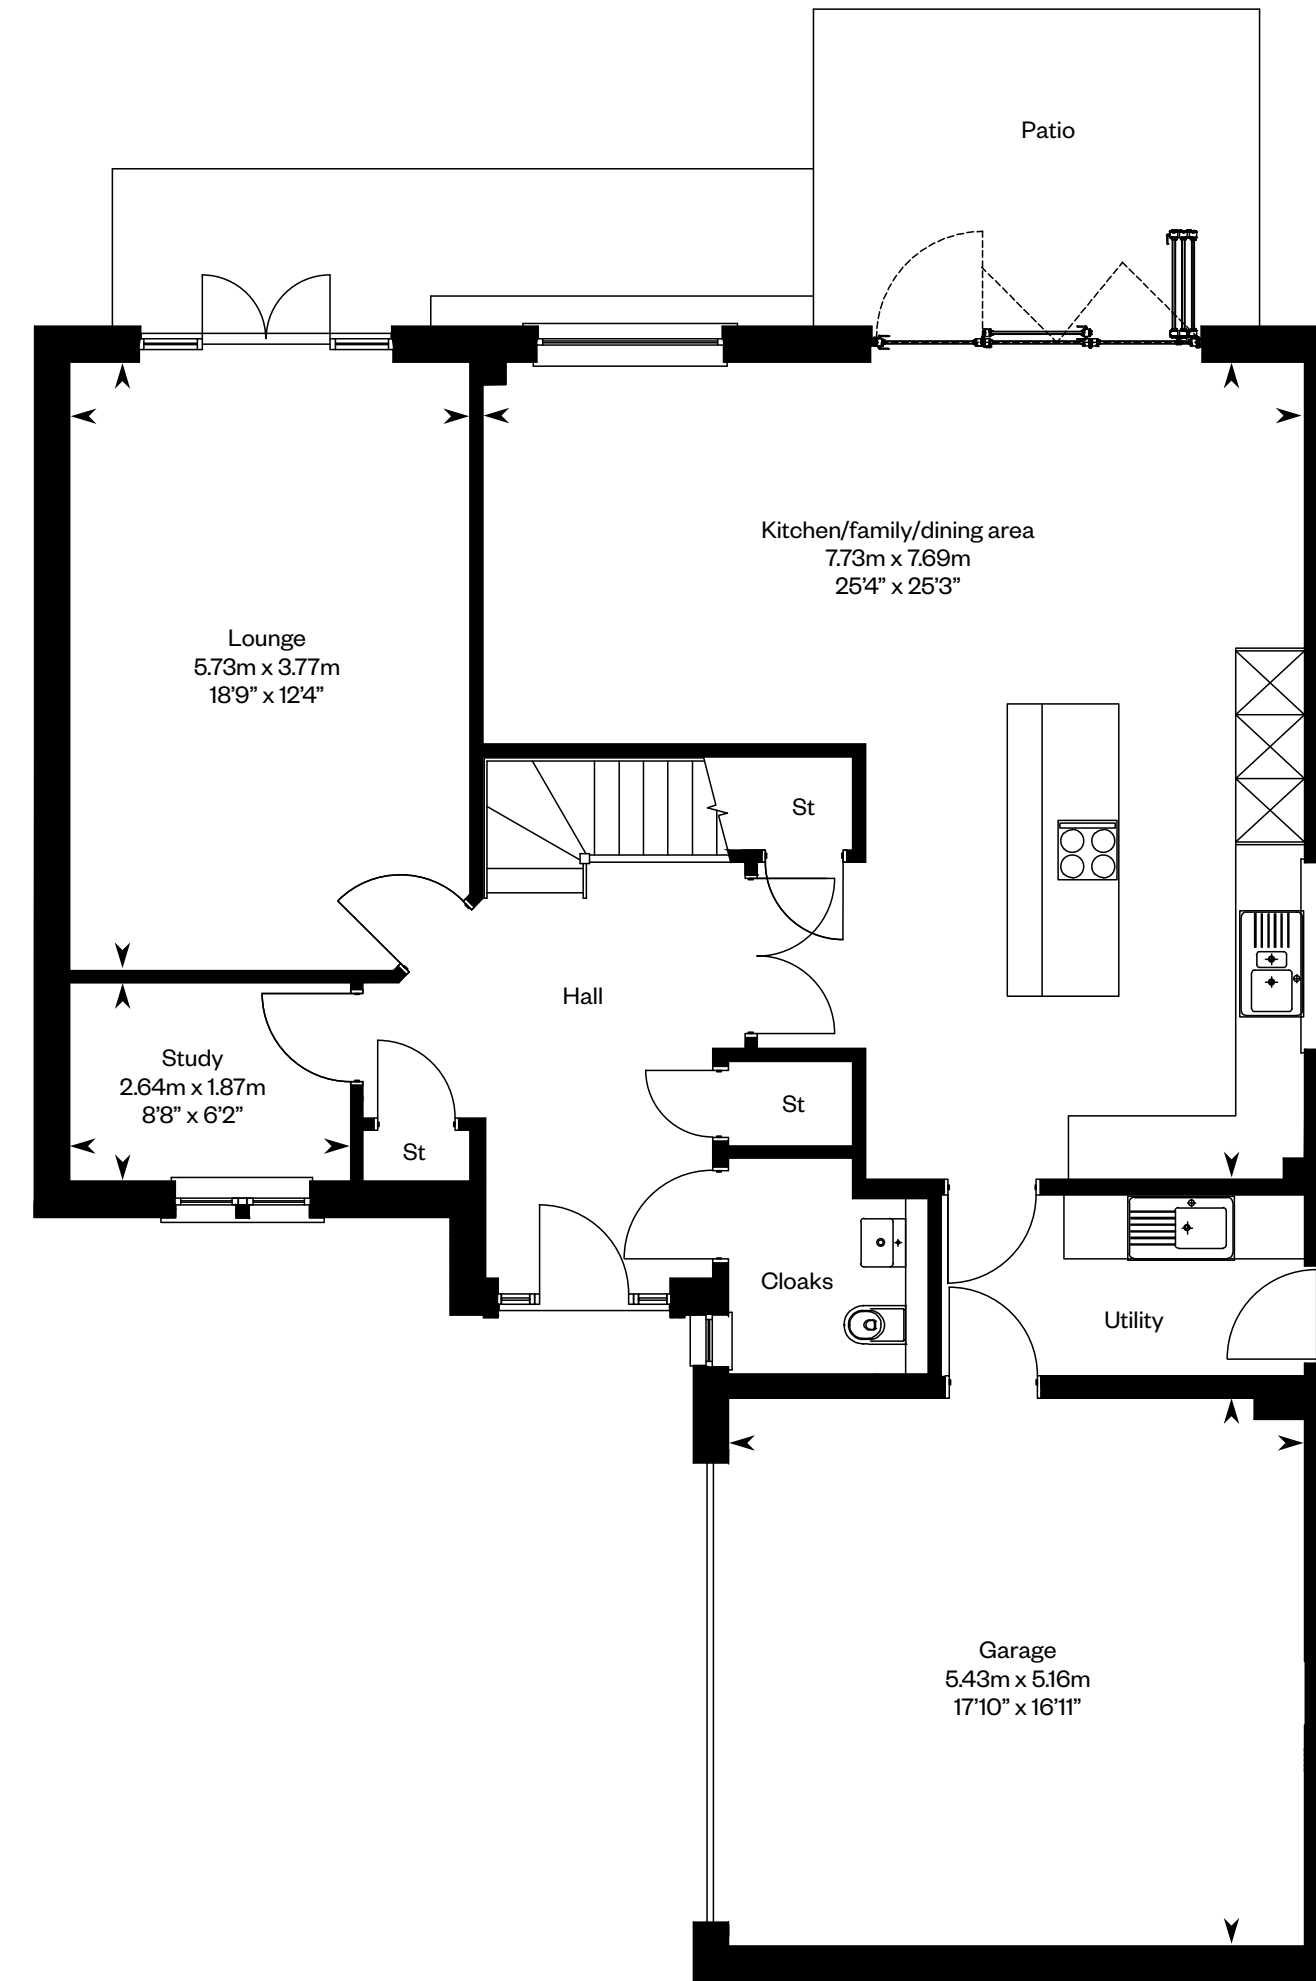 Patio
Kitchen/family/dining area
7.73m x 7.69m
25’4” x 25’3”
Lounge
5.73m x 3.77m
18’9” x 12’4”
St
Hall
Study
2.64m x 1.87m
8’8” x 6’2”
St
St
Cloaks
Utility
Garage
5.43m x 5.16m
17’10” x 16’11”